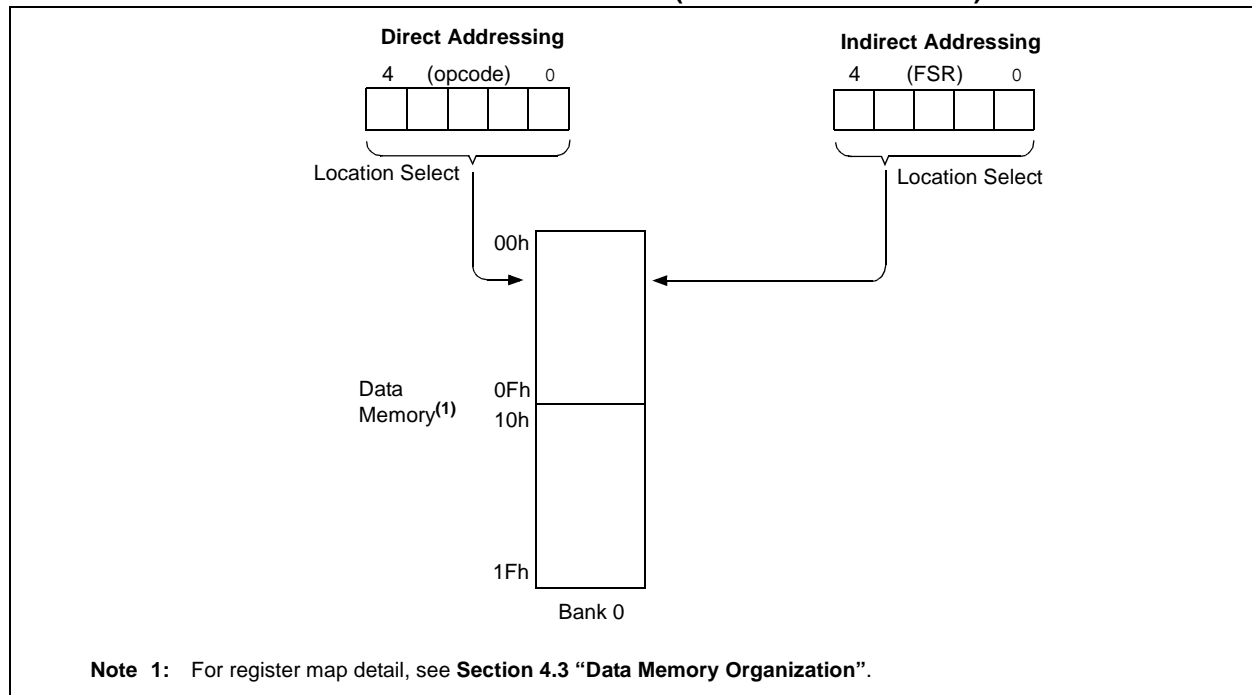 Direct Addressing
4 (opcode) 0
Location Select
Indirect Addressing
4 (FSR) 0
Location Select
00h
Data
Memory(1)
0Fh
10h
1Fh
Bank 0
Note 1: For register map detail, see Section 4.3 “Data Memory Organization”.